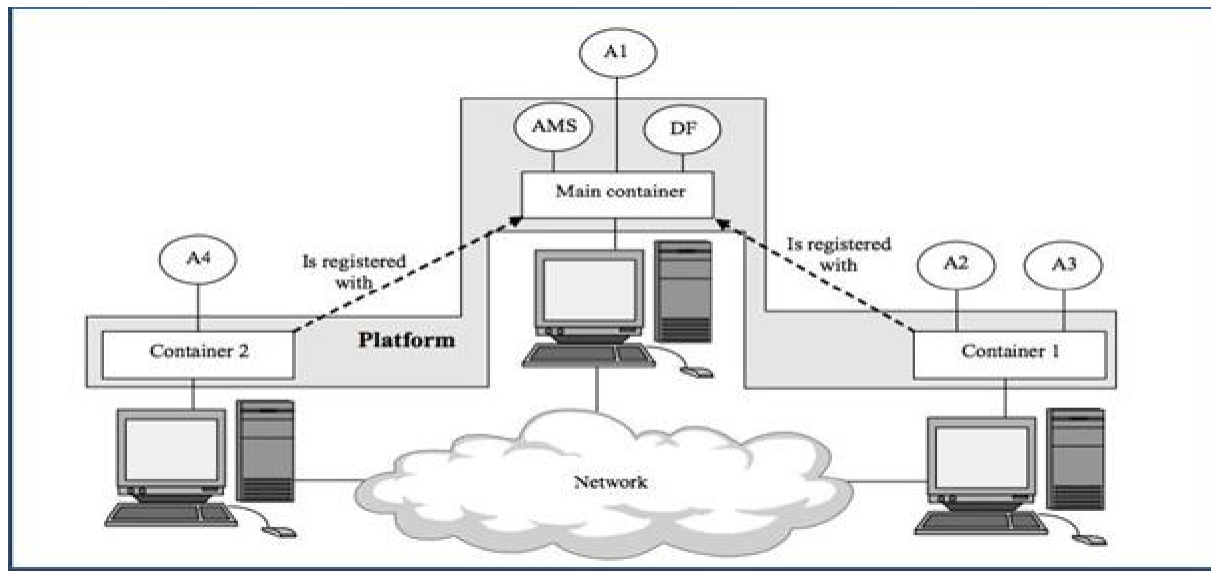 A1
AMS
DF
Main container
A4
Is registered
with
Is registered
with
A2
A3
Platform
Container 2
Container 1
Network